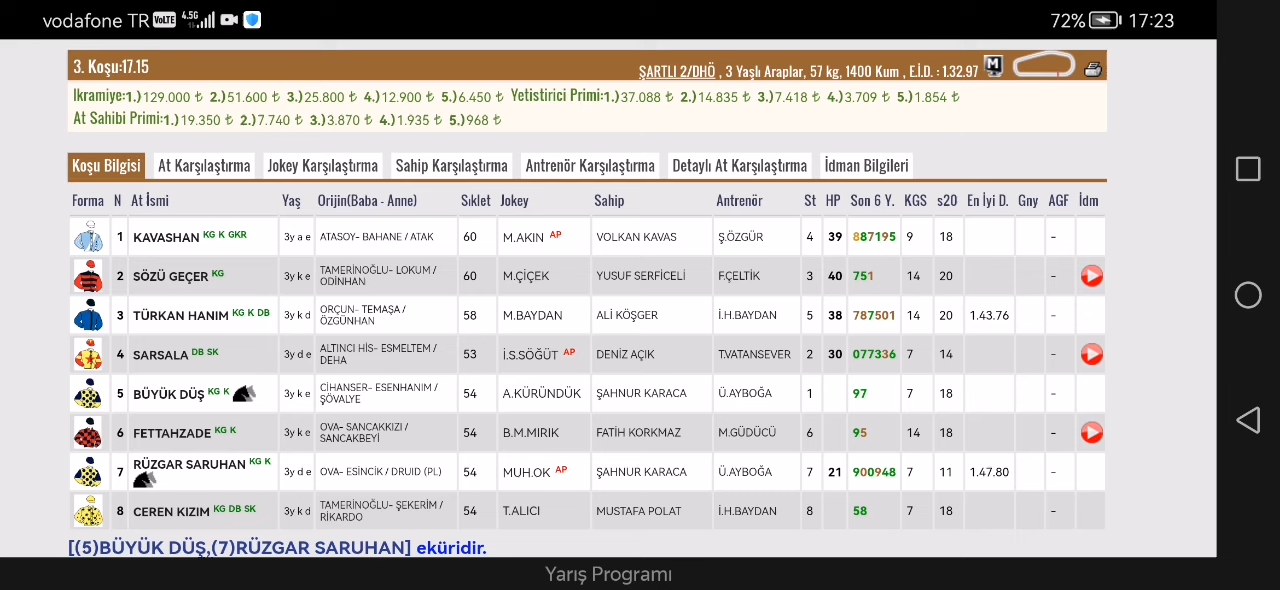 vodafone TR VoLTE 4.5G 72% 17:23
3. Koşu:17.15
ŞARTLI 2/DHÖ , 3 Yaşlı Araplar, 57 kg, 1400 Kum , E.İ.D. : 1.32.97 M
Ikramiye:1.)129.000 ₺ 2.)51.600 ₺ 3.)25.800 ₺ 4.)12.900 ₺ 5.)6.450 ₺ Yetistirici Primi:1.)37.088 ₺ 2.)14.835 ₺ 3.)7.418 ₺ 4.)3.709 ₺ 5.)1.854 ₺
At Sahibi Primi:1.)19.350 ₺ 2.)7.740 ₺ 3.)3.870 ₺ 4.)1.935 ₺ 5.)968 ₺
Koşu Bilgisi At Karşılaştırma Jokey Karşılaştırma Sahip Karşılaştırma Antrenör Karşılaştırma Detaylı At Karşılaştırma İdman Bilgileri
Forma N At İsmi Yaş Orijin(Baba - Anne) Sıklet Jokey Sahip Antrenör St HP Son 6 Y. KGS s20 En İyi D. Gny AGF İdm
1 KAVASHAN KG K GKR 3y a e ATASOY- BAHANE / ATAK 60 M.AKIN AP VOLKAN KAVAS Ş.ÖZGÜR 4 39 887195 9 18 -
2 SÖZÜ GEÇER KG 3y k e TAMERİNOĞLU- LOKUM / ODİNHAN 60 M.ÇİÇEK YUSUF SERFİCELİ F.ÇELTİK 3 40 751 14 20 -
3 TÜRKAN HANIM KG K DB 3y k d ORÇUN- TEMAŞA / ÖZGÜNHAN 58 M.BAYDAN ALİ KÖŞGER İ.H.BAYDAN 5 38 787501 14 20 1.43.76 -
4 SARSALA DB SK 3y d e ALTINCI HİS- ESMELTEM / DEHA 53 İ.S.SÖĞÜT AP DENİZ AÇIK T.VATANSEVER 2 30 077336 7 14 -
5 BÜYÜK DÜŞ KG K 3y k e CİHANSER- ESENHANIM / ŞÖVALYE 54 A.KÜRÜNDÜK ŞAHNUR KARACA Ü.AYBOĞA 1 97 7 18 -
6 FETTAHZADE KG K 3y k e OVA- SANCAKKIZI / SANCAKBEYİ 54 B.M.MIRIK FATİH KORKMAZ M.GÜDÜCÜ 6 95 14 18 -
7 RÜZGAR SARUHAN KG K 3y d e OVA- ESİNCİK / DRUID (PL) 54 MUH.OK AP ŞAHNUR KARACA Ü.AYBOĞA 7 21 900948 7 11 1.47.80 -
8 CEREN KIZIM KG DB SK 3y k d TAMERİNOĞLU- ŞEKERİM / RİKARDO 54 T.ALICI MUSTAFA POLAT İ.H.BAYDAN 8 58 7 18 -
[(5)BÜYÜK DÜŞ,(7)RÜZGAR SARUHAN] eküridir.
Yarış Programı